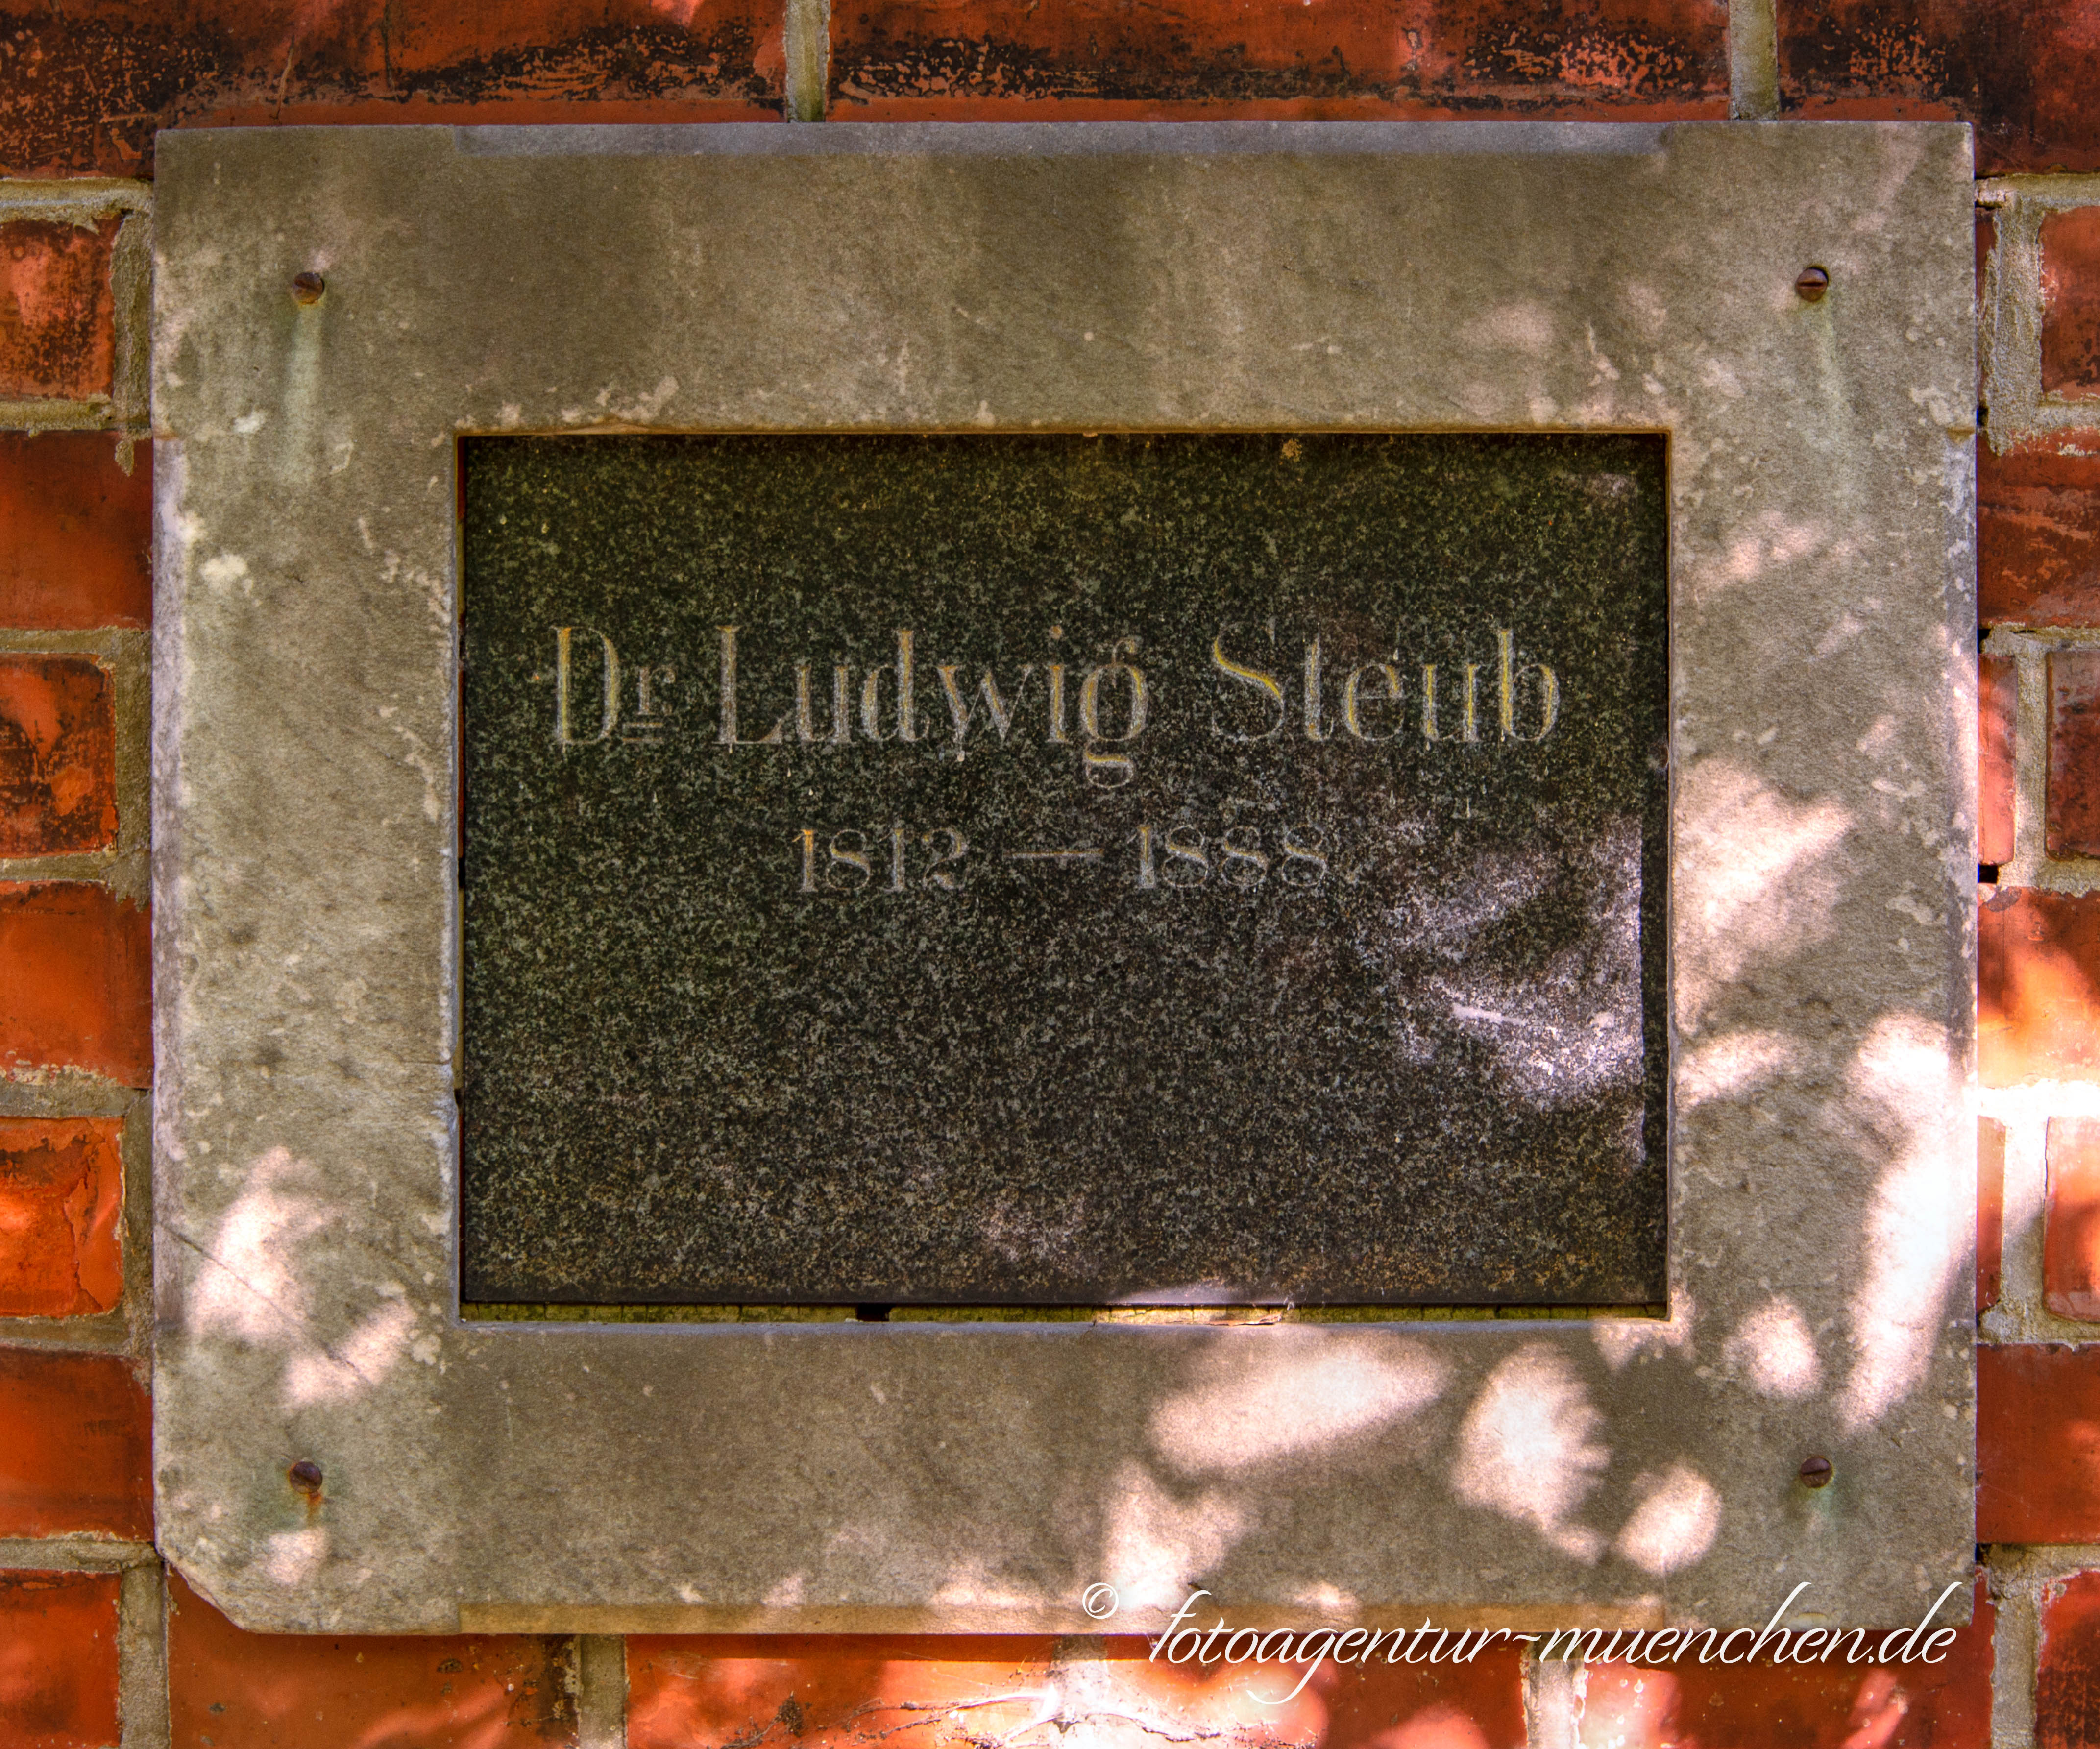 Dr Ludwig Steub
1812 — 1888.
© fotoagentur-muenchen.de